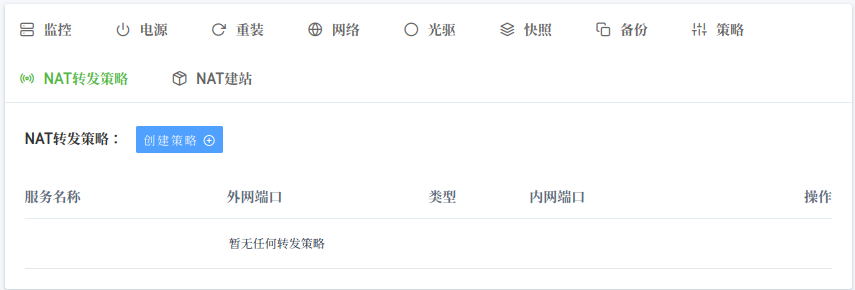 监控 电源 重装 网络 光驱 快照 备份 策略
NAT转发策略 NAT建站
NAT转发策略： 创建策略
服务名称 外网端口 类型 内网端口 操作
暂无任何转发策略